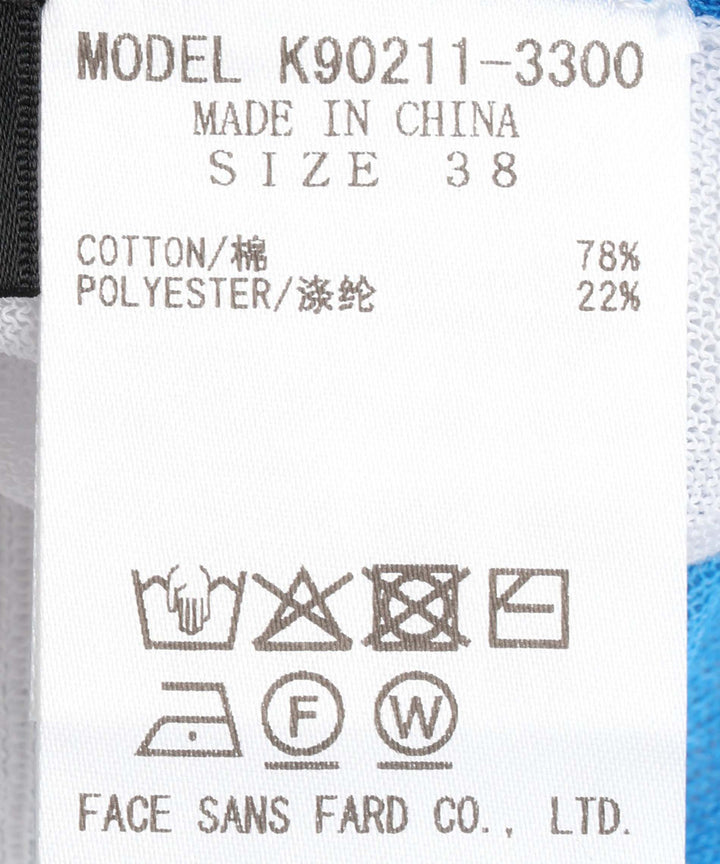 MODEL K90211-3300
MADE IN CHINA
SIZE 38
COTTON/棉 78%
POLYESTER/涤纶 22%
F W
FACE SANS FARD CO., LTD.